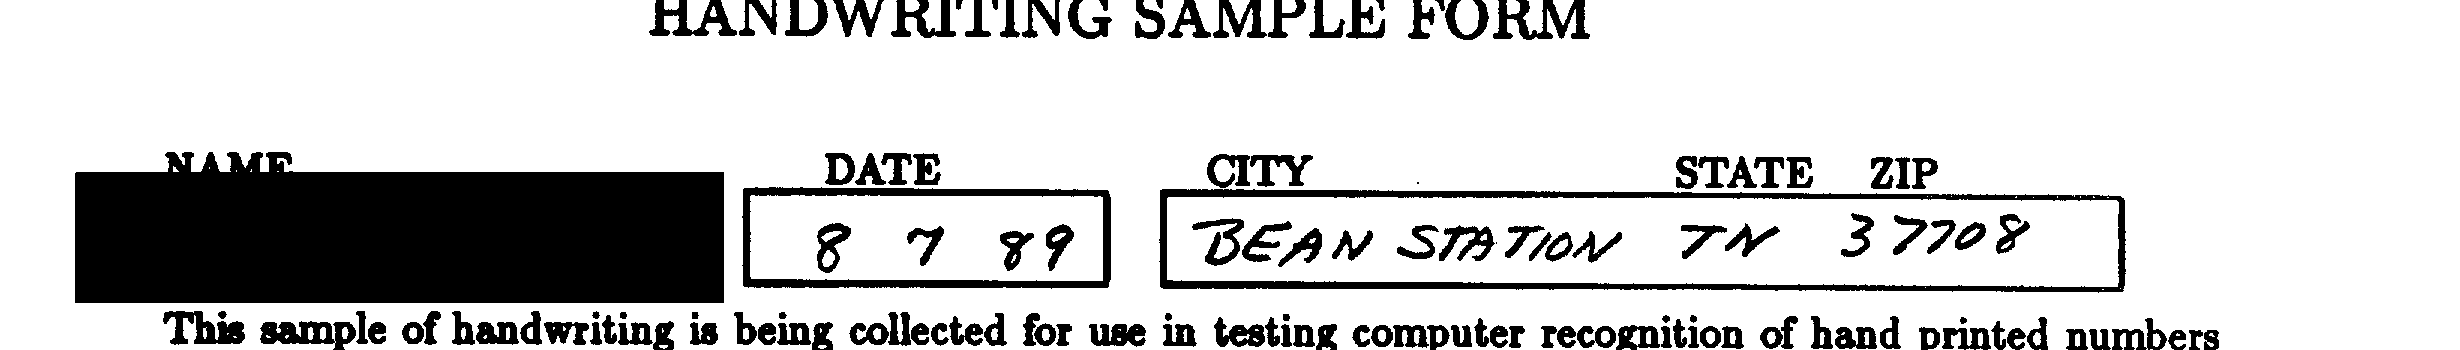 HANDWRITING SAMPLE FORM
NAME DATE CITY STATE ZIP
8 7 89 BEAN STATION TN 37708
This sample of handwriting is being collected for use in testing computer recognition of hand printed numbers